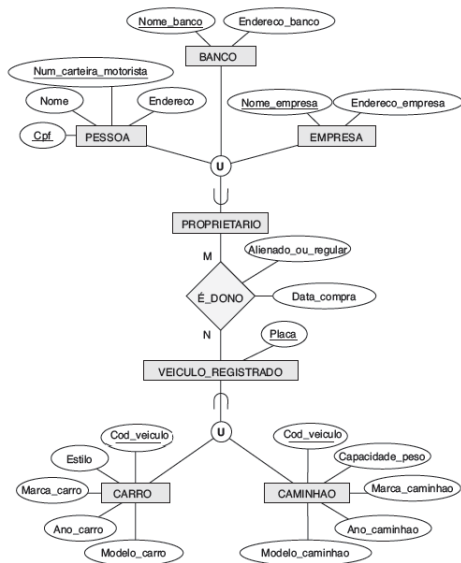 Nome_banco
Endereco_banco
BANCO
Num_carteira_motorista
Nome
Endereco
Cpf
PESSOA
Nome_empresa
Endereco_empresa
EMPRESA
U
PROPRIETARIO
M
Alienado_ou_regular
É_DONO
Data_compra
N
Placa
VEICULO_REGISTRADO
U
Cod_veiculo
Estilo
Marca_carro
CARRO
Ano_carro
Modelo_carro
Cod_veiculo
Capacidade_peso
CAMINHAO
Marca_caminhao
Ano_caminhao
Modelo_caminhao